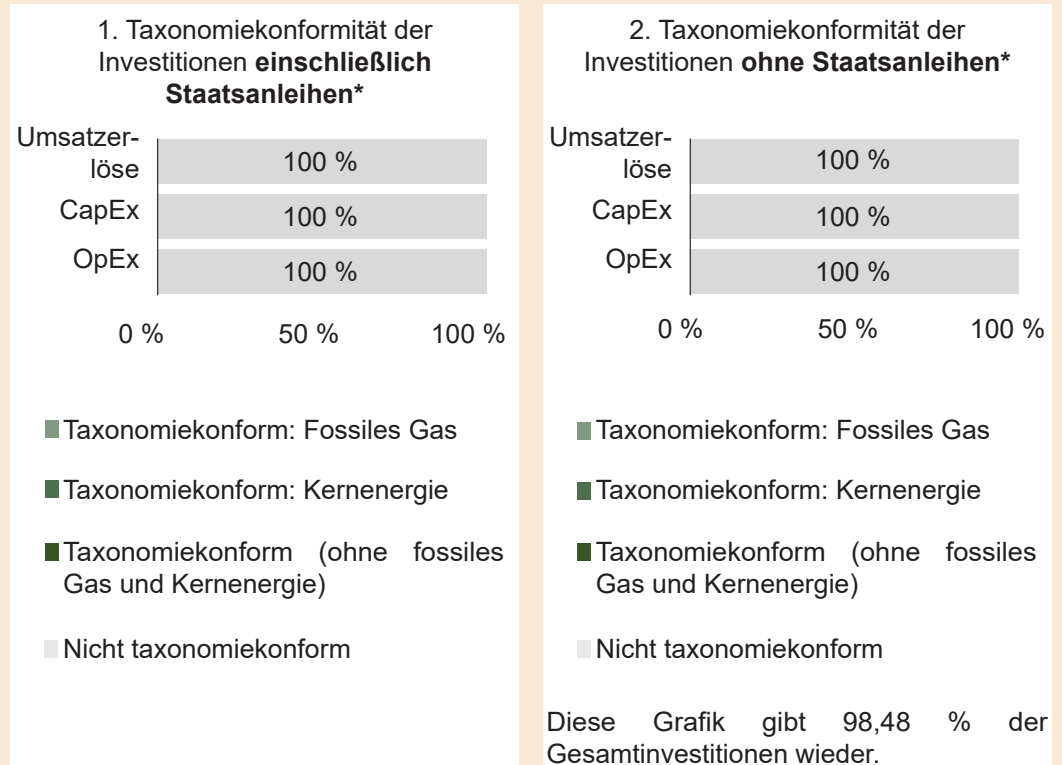 1. Taxonomiekonformität der
Investitionen einschließlich
Staatsanleihen*
Umsatzer-
löse
100 %
CapEx
100 %
OpEx
100 %
0 % 50 % 100 %
Taxonomiekonform: Fossiles Gas
Taxonomiekonform: Kernenergie
Taxonomiekonform (ohne fossiles
Gas und Kernenergie)
Nicht taxonomiekonform
2. Taxonomiekonformität der
Investitionen ohne Staatsanleihen*
Umsatzer-
löse
100 %
CapEx
100 %
OpEx
100 %
0 % 50 % 100 %
Taxonomiekonform: Fossiles Gas
Taxonomiekonform: Kernenergie
Taxonomiekonform (ohne fossiles
Gas und Kernenergie)
Nicht taxonomiekonform
Diese Grafik gibt 98,48 % der
Gesamtinvestitionen wieder.